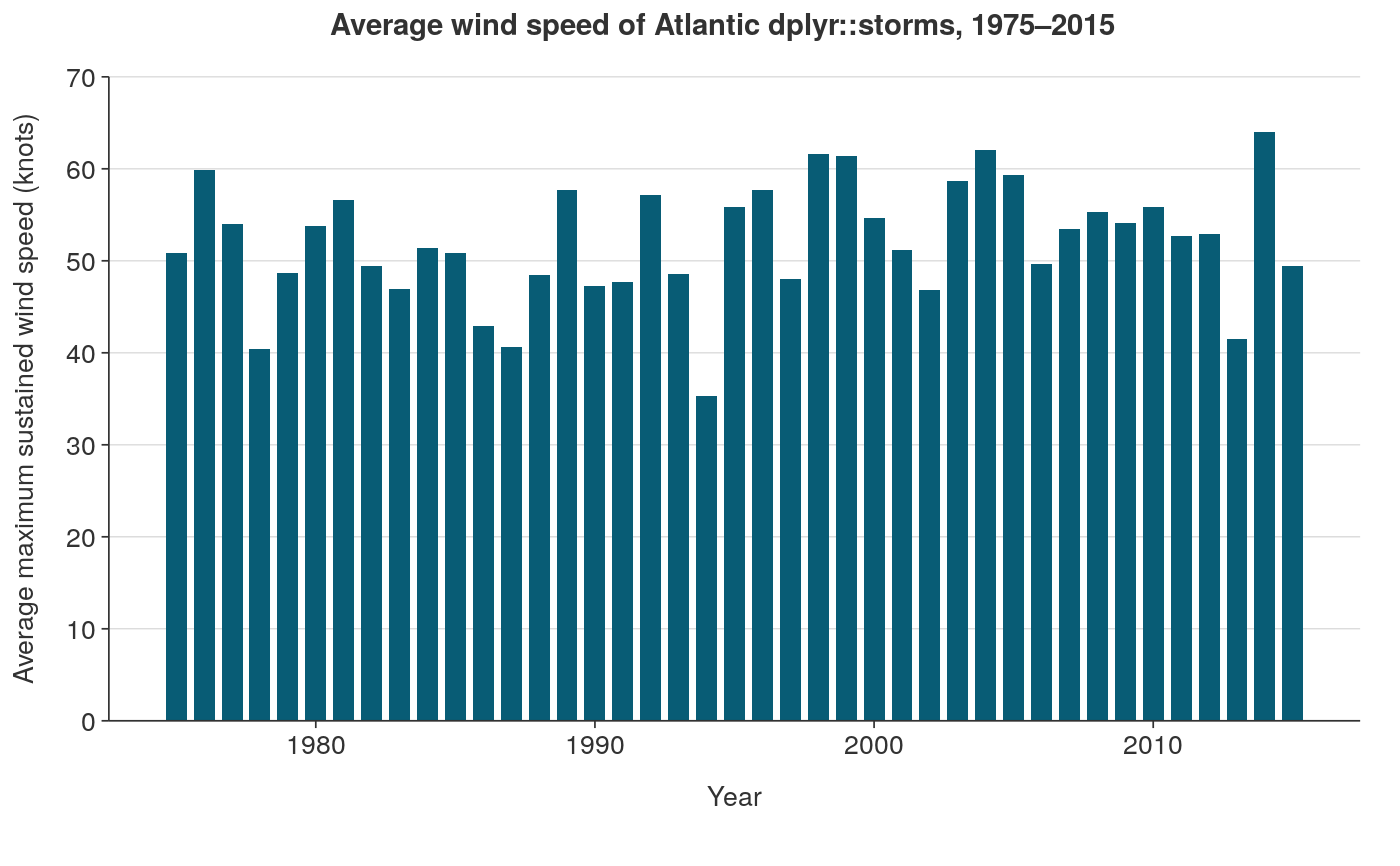 Average wind speed of Atlantic dplyr::storms, 1975–2015
Average maximum sustained wind speed (knots)
70
60
50
40
30
20
10
0
1980 1990 2000 2010
Year